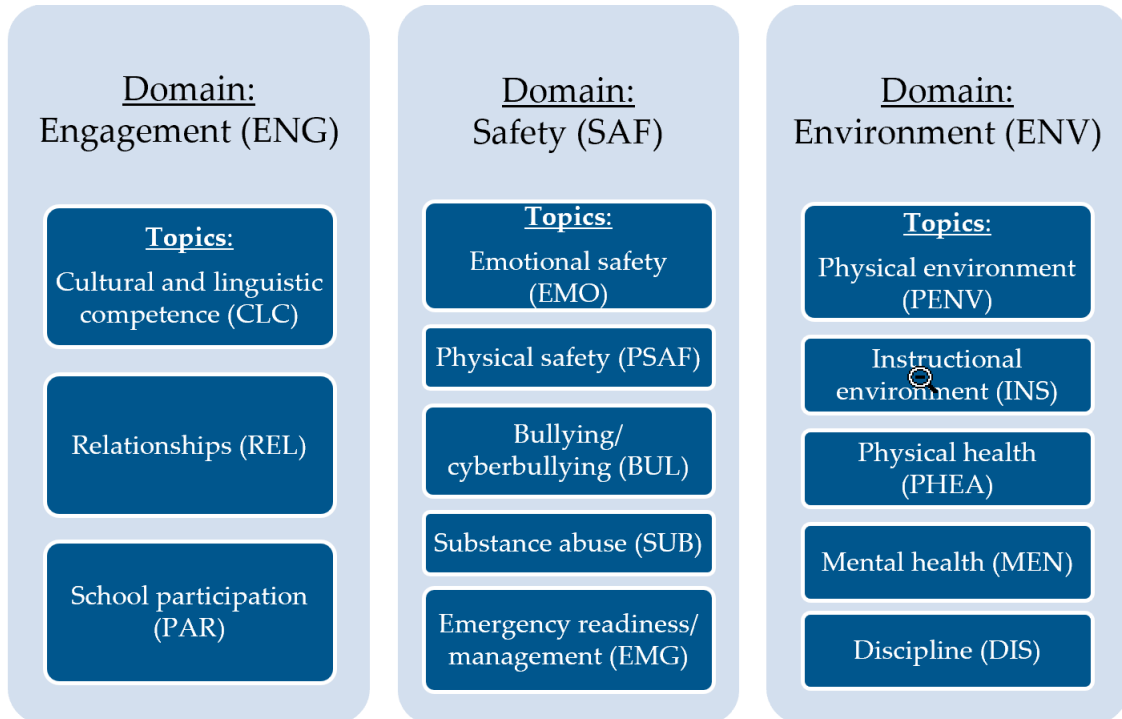 Domain:
Engagement (ENG)
Topics:
Cultural and linguistic
competence (CLC)
Relationships (REL)
School participation
(PAR)
Domain:
Safety (SAF)
Topics:
Emotional safety
(EMO)
Physical safety (PSAF)
Bullying/
cyberbullying (BUL)
Substance abuse (SUB)
Emergency readiness/
management (EMG)
Domain:
Environment (ENV)
Topics:
Physical environment
(PENV)
Instructional
environment (INS)
Physical health
(PHEA)
Mental health (MEN)
Discipline (DIS)